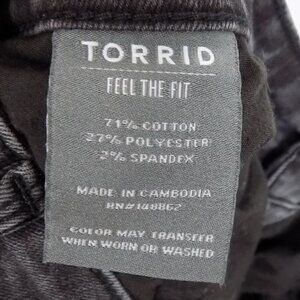 TORRID
FEEL THE FIT
71% COTTON
27% POLYESTER
2% SPANDEX
MADE IN CAMBODIA
RN#148862
COLOR MAY TRANSFER
WHEN WORN OR WASHED